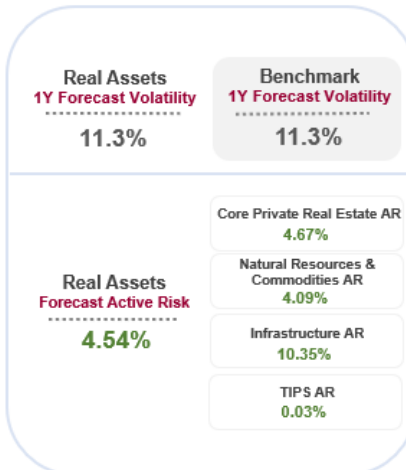 Real Assets
1Y Forecast Volatility
11.3%
Benchmark
1Y Forecast Volatility
11.3%
Real Assets
Forecast Active Risk
4.54%
Core Private Real Estate AR
4.67%
Natural Resources &
Commodities AR
4.09%
Infrastructure AR
10.35%
TIPS AR
0.03%